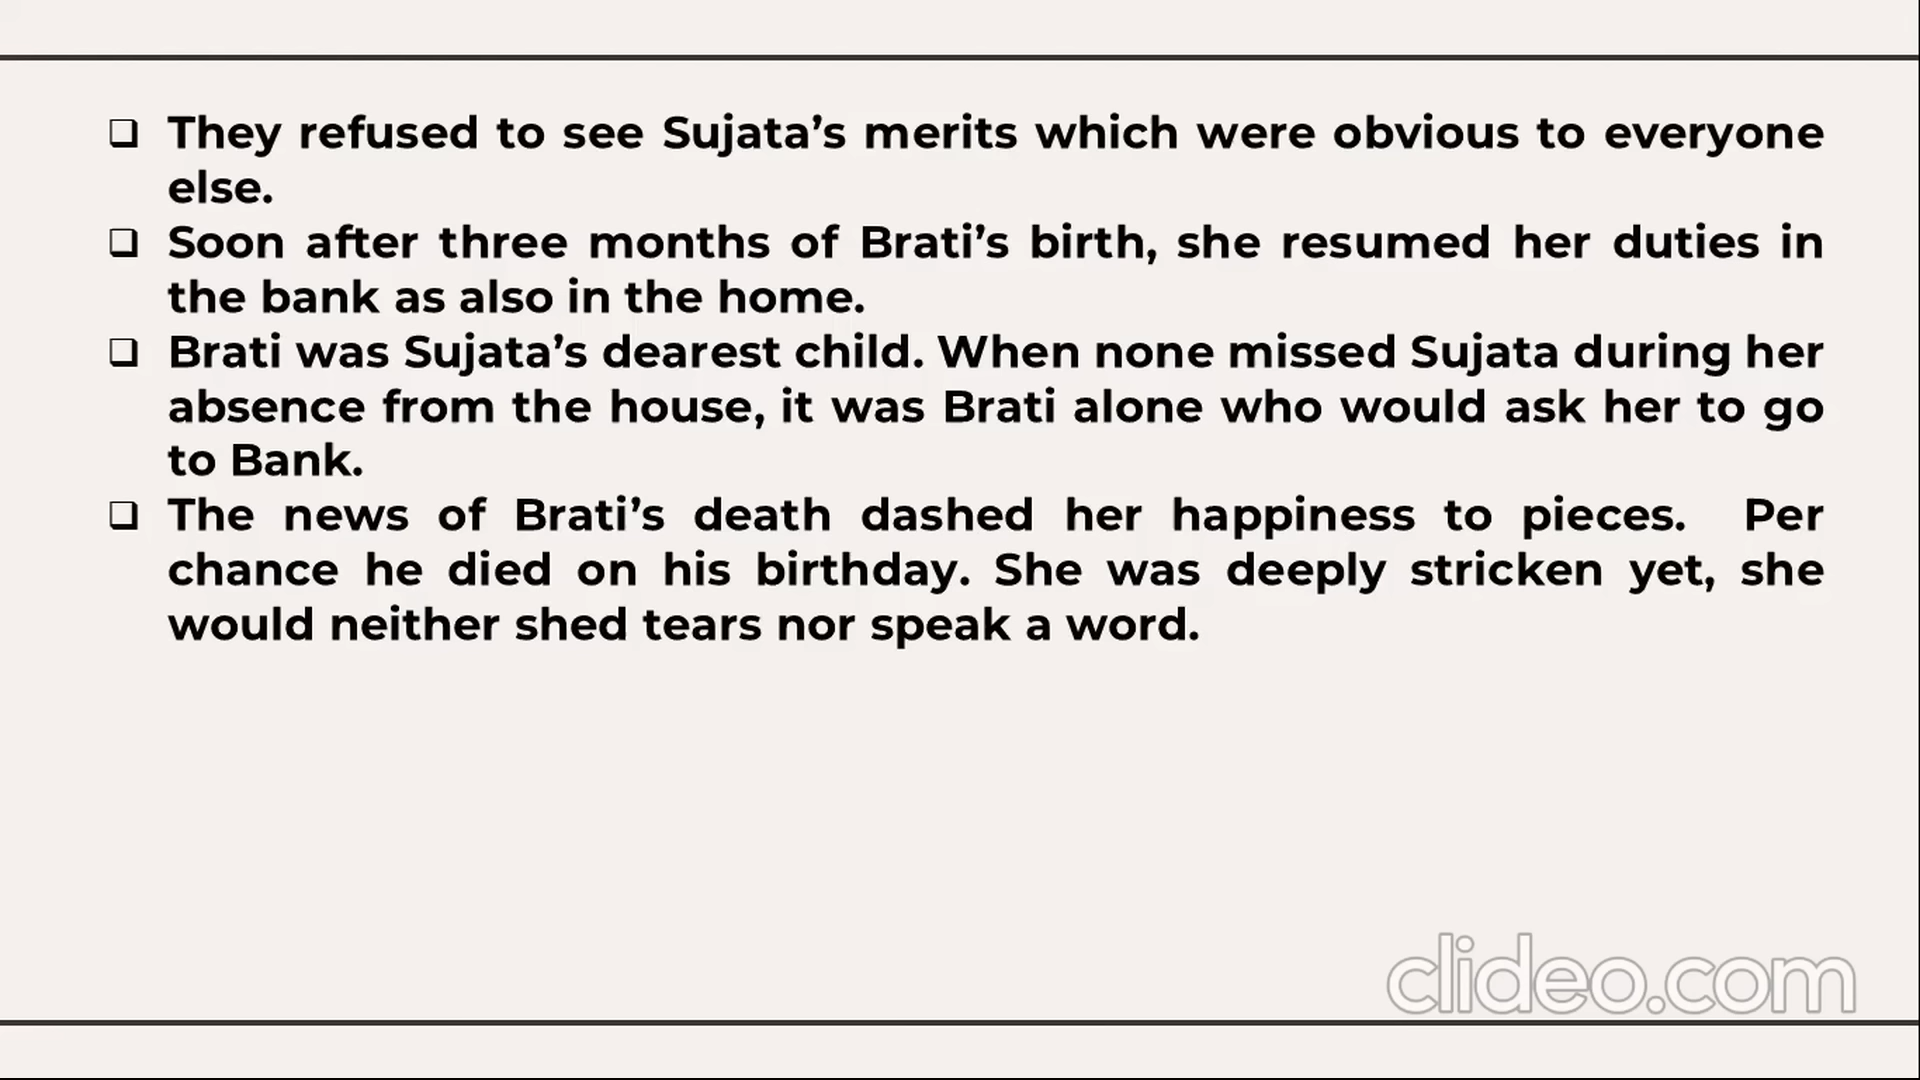 ❑ They refused to see Sujata’s merits which were obvious to everyone
else.
❑ Soon after three months of Brati’s birth, she resumed her duties in
the bank as also in the home.
❑ Brati was Sujata’s dearest child. When none missed Sujata during her
absence from the house, it was Brati alone who would ask her to go
to Bank.
❑ The news of Brati’s death dashed her happiness to pieces.  Per
chance he died on his birthday. She was deeply stricken yet, she
would neither shed tears nor speak a word.
clideo.com